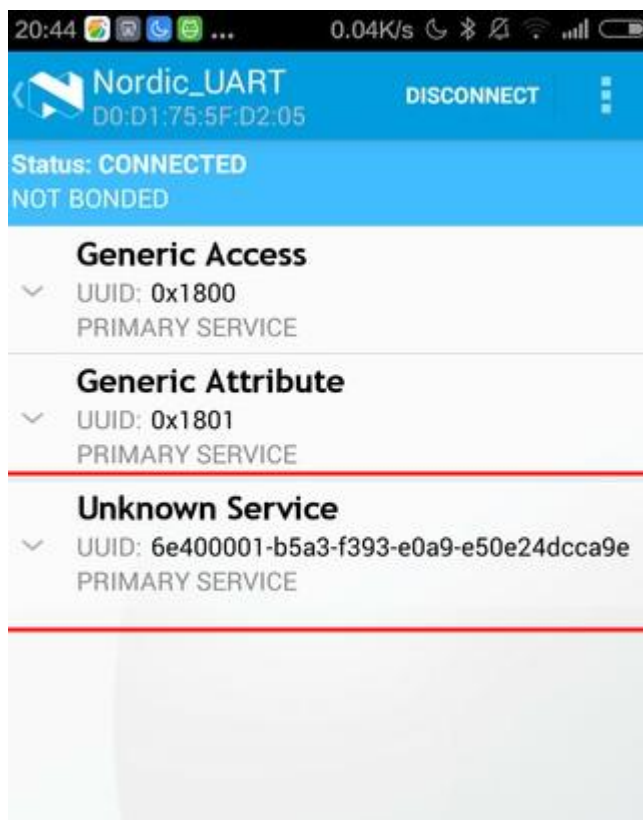 20:44 ... 0.04K/s
Nordic_UART DISCONNECT
D0:D1:75:5F:D2:05
Status: CONNECTED
NOT BONDED
Generic Access
UUID: 0x1800
PRIMARY SERVICE
Generic Attribute
UUID: 0x1801
PRIMARY SERVICE
Unknown Service
UUID: 6e400001-b5a3-f393-e0a9-e50e24dcca9e
PRIMARY SERVICE